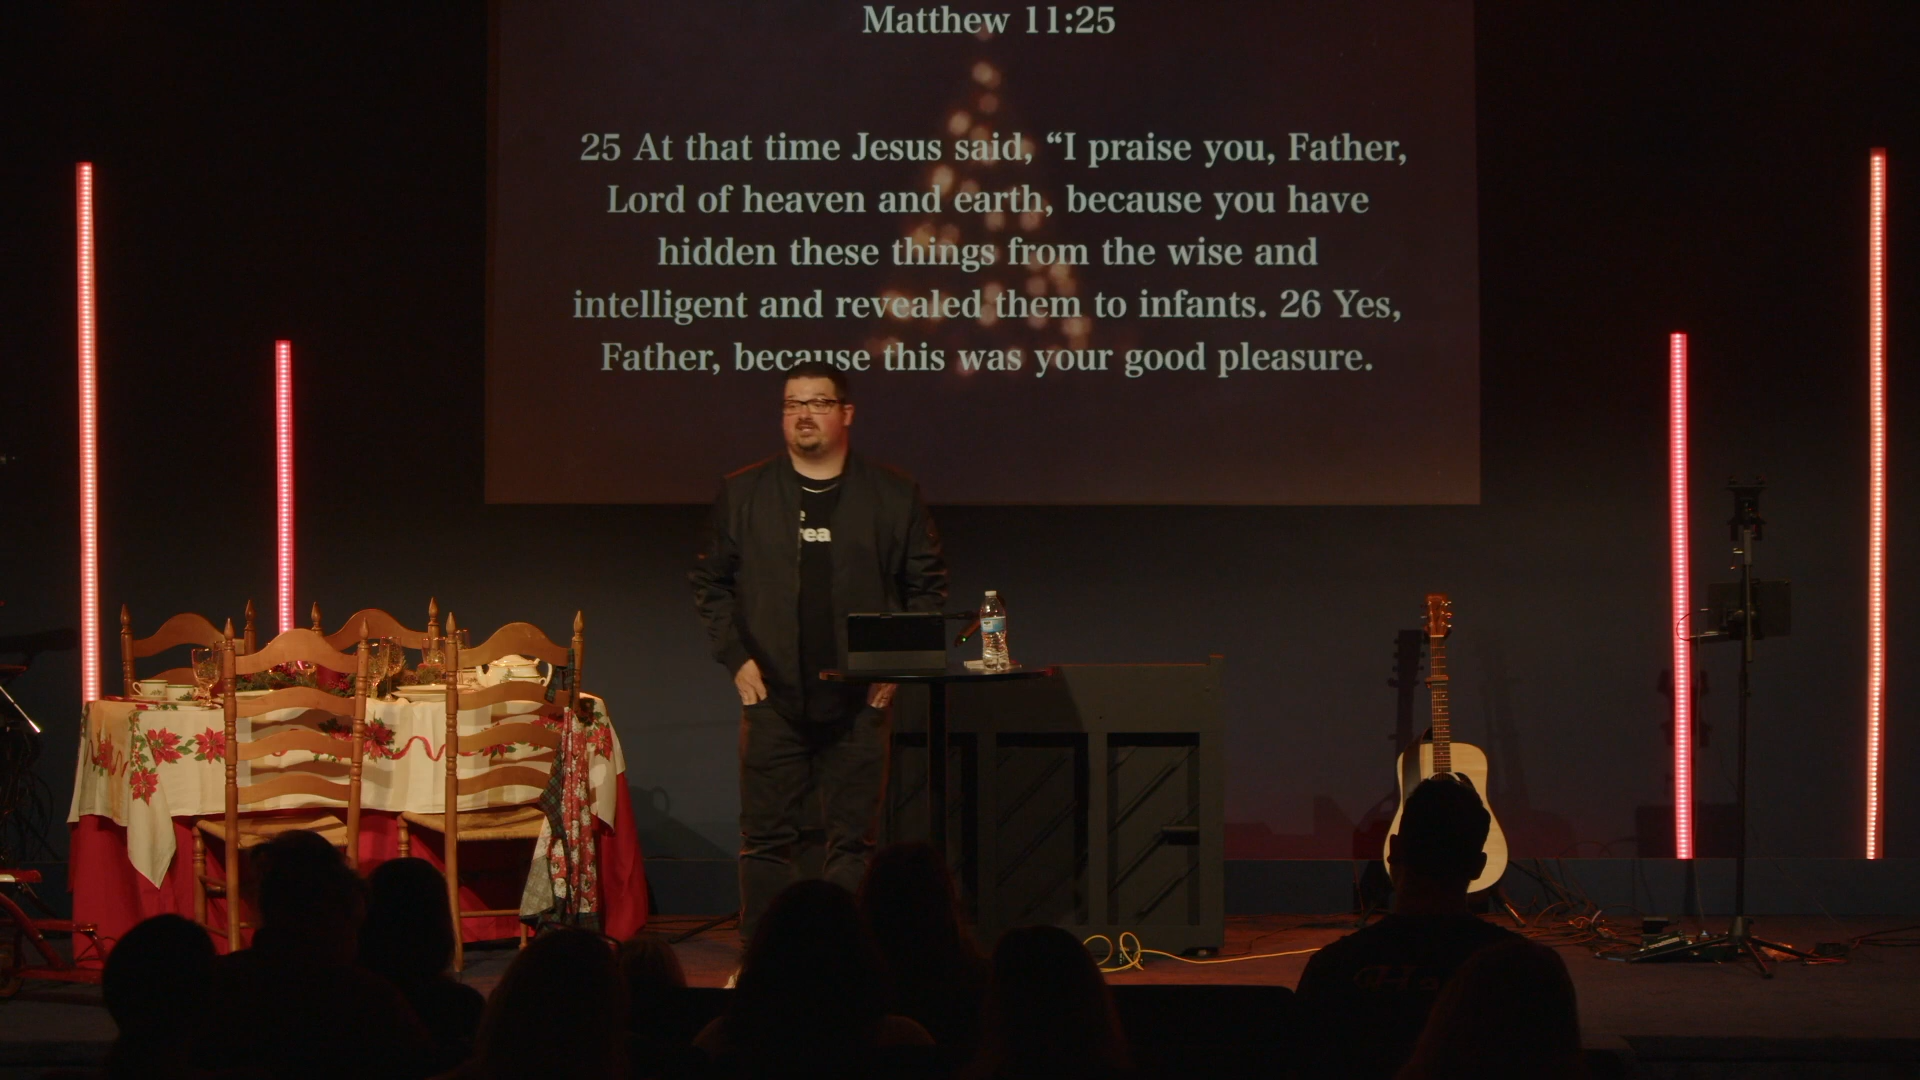 Matthew 11:25
25 At that time Jesus said, “I praise you, Father,
Lord of heaven and earth, because you have
hidden these things from the wise and
intelligent and revealed them to infants. 26 Yes,
Father, because this was your good pleasure.